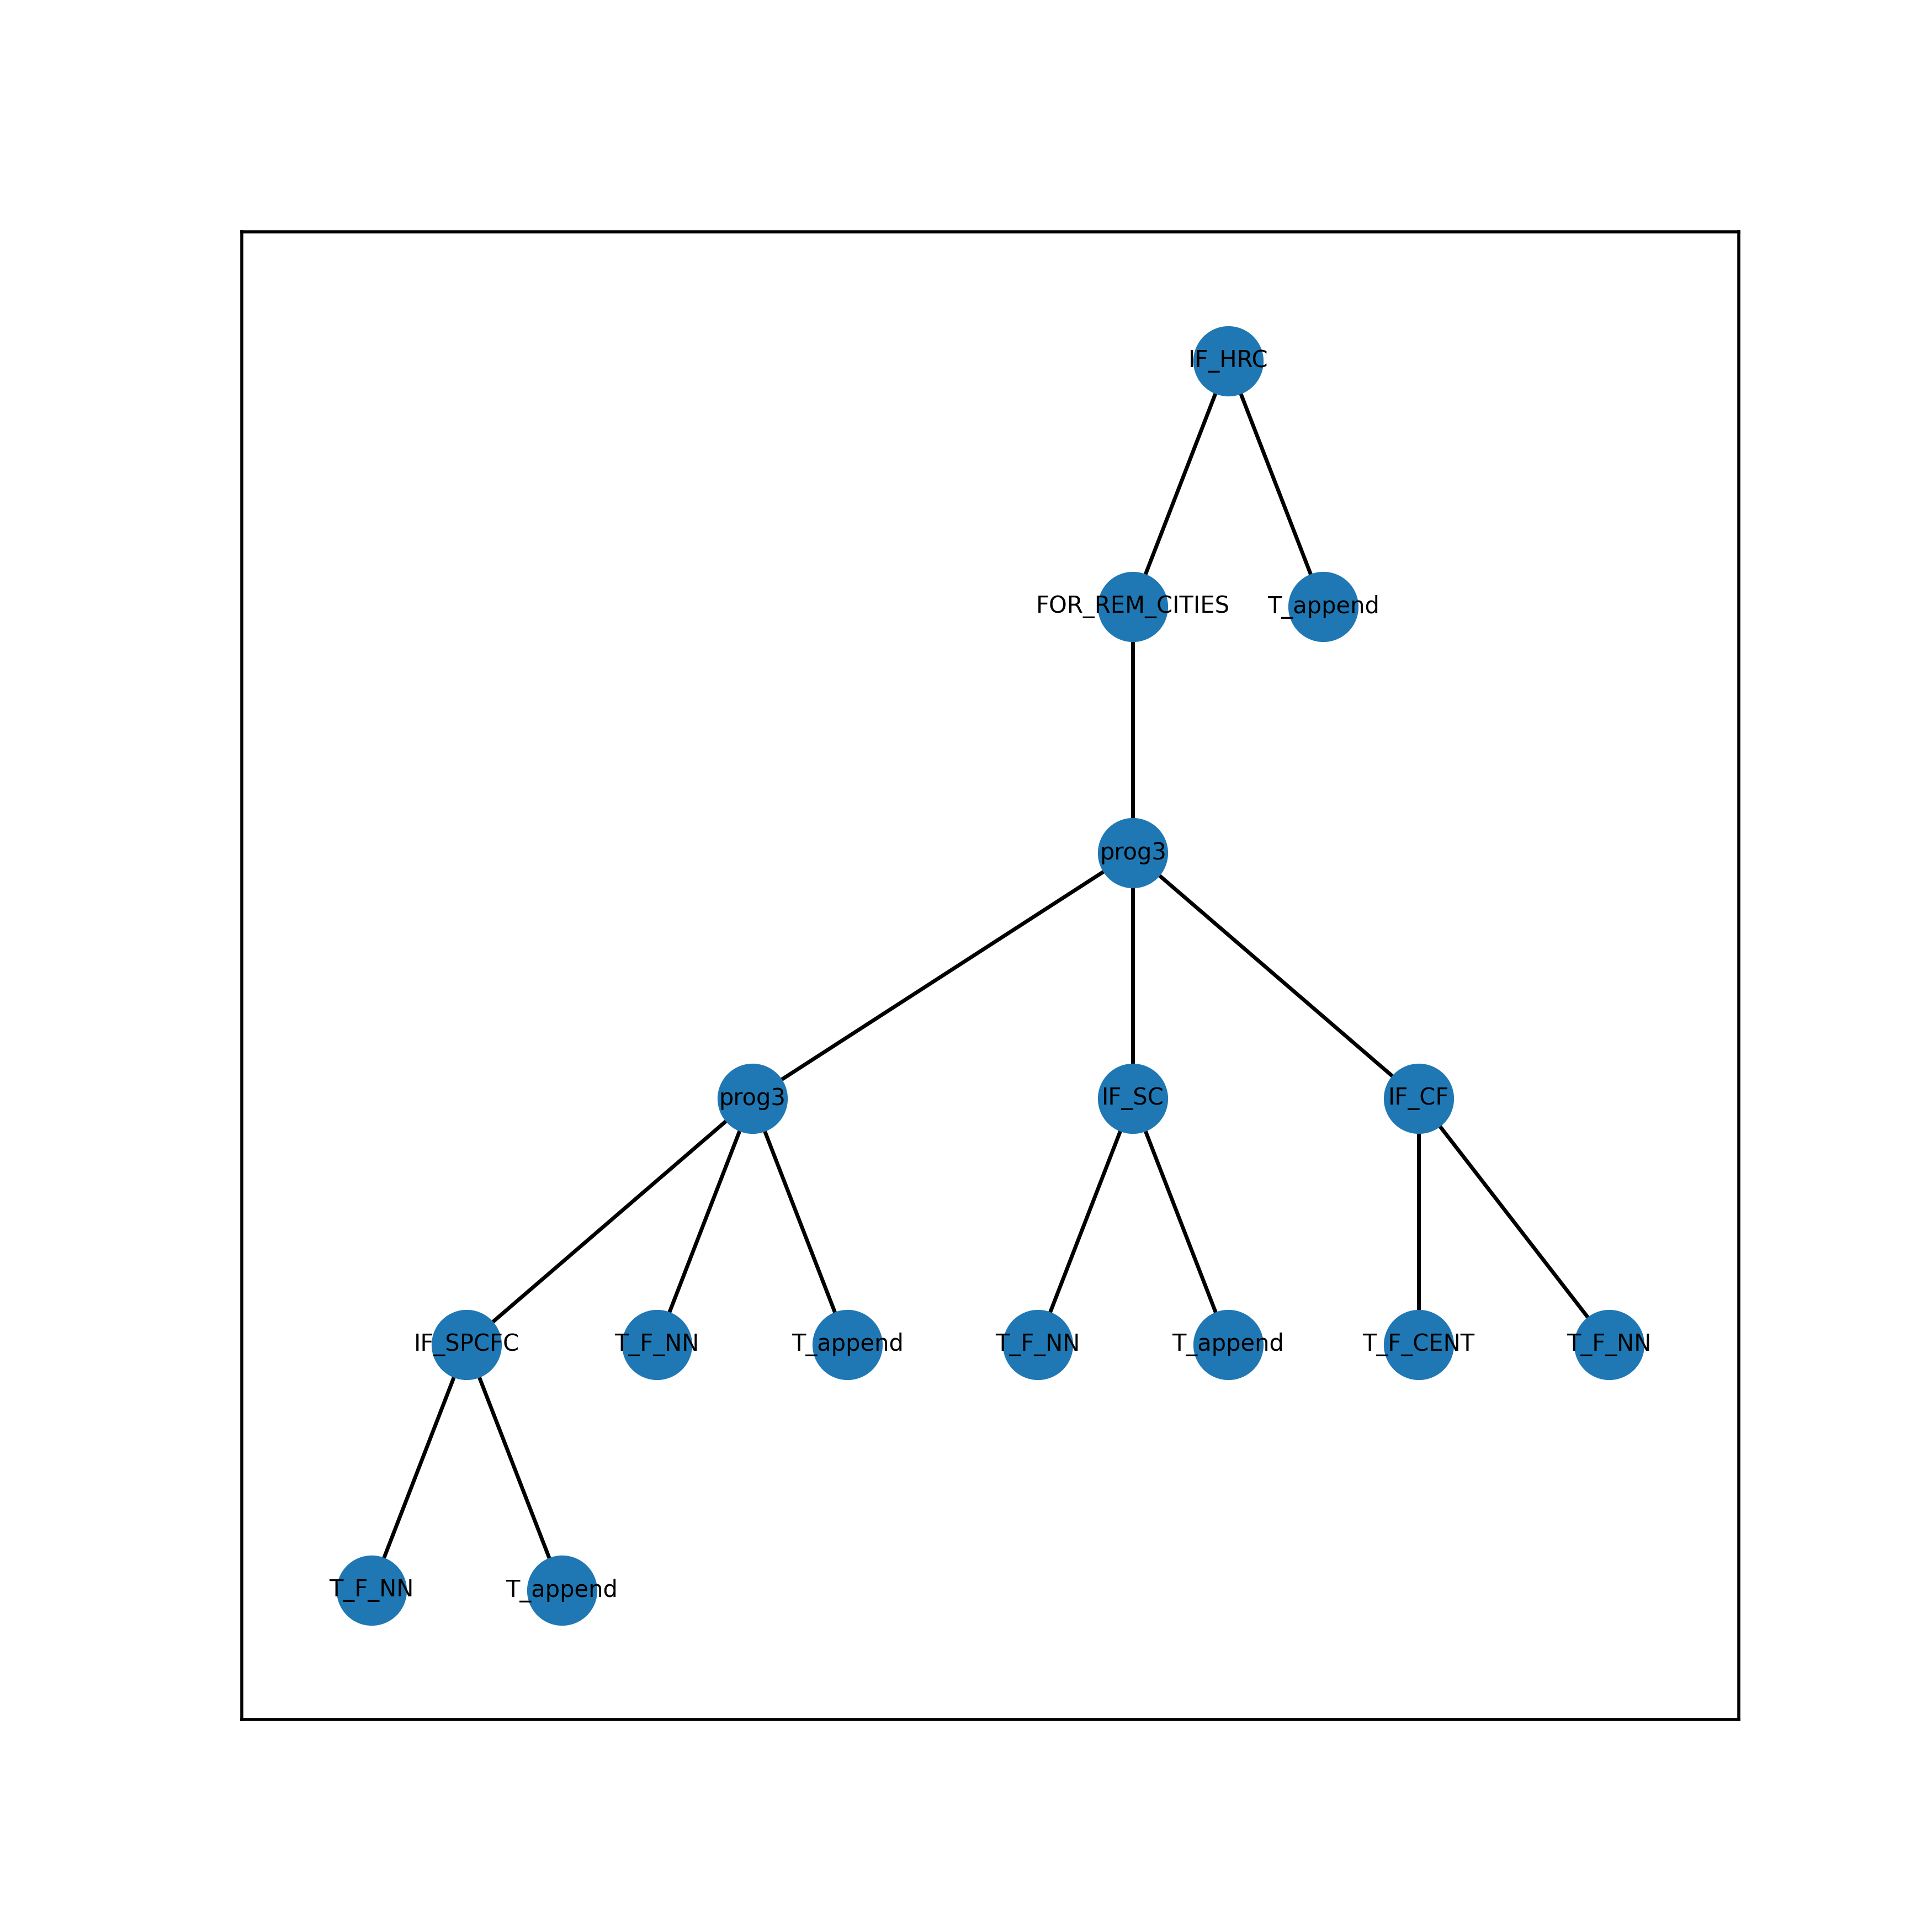 IF_HRC
FOR_REM_CITIES
T_append
prog3
prog3
IF_SC
IF_CF
IF_SPCFC
T_F_NN
T_append
T_F_NN
T_append
T_F_CENT
T_F_NN
T_F_NN
T_append